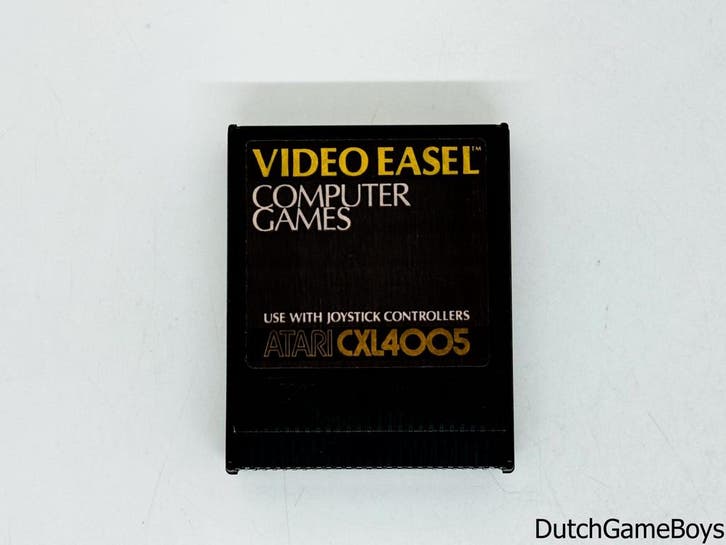 VIDEO EASEL™
COMPUTER
GAMES
USE WITH JOYSTICK CONTROLLERS
ATARI CXL4005
DutchGameBoys